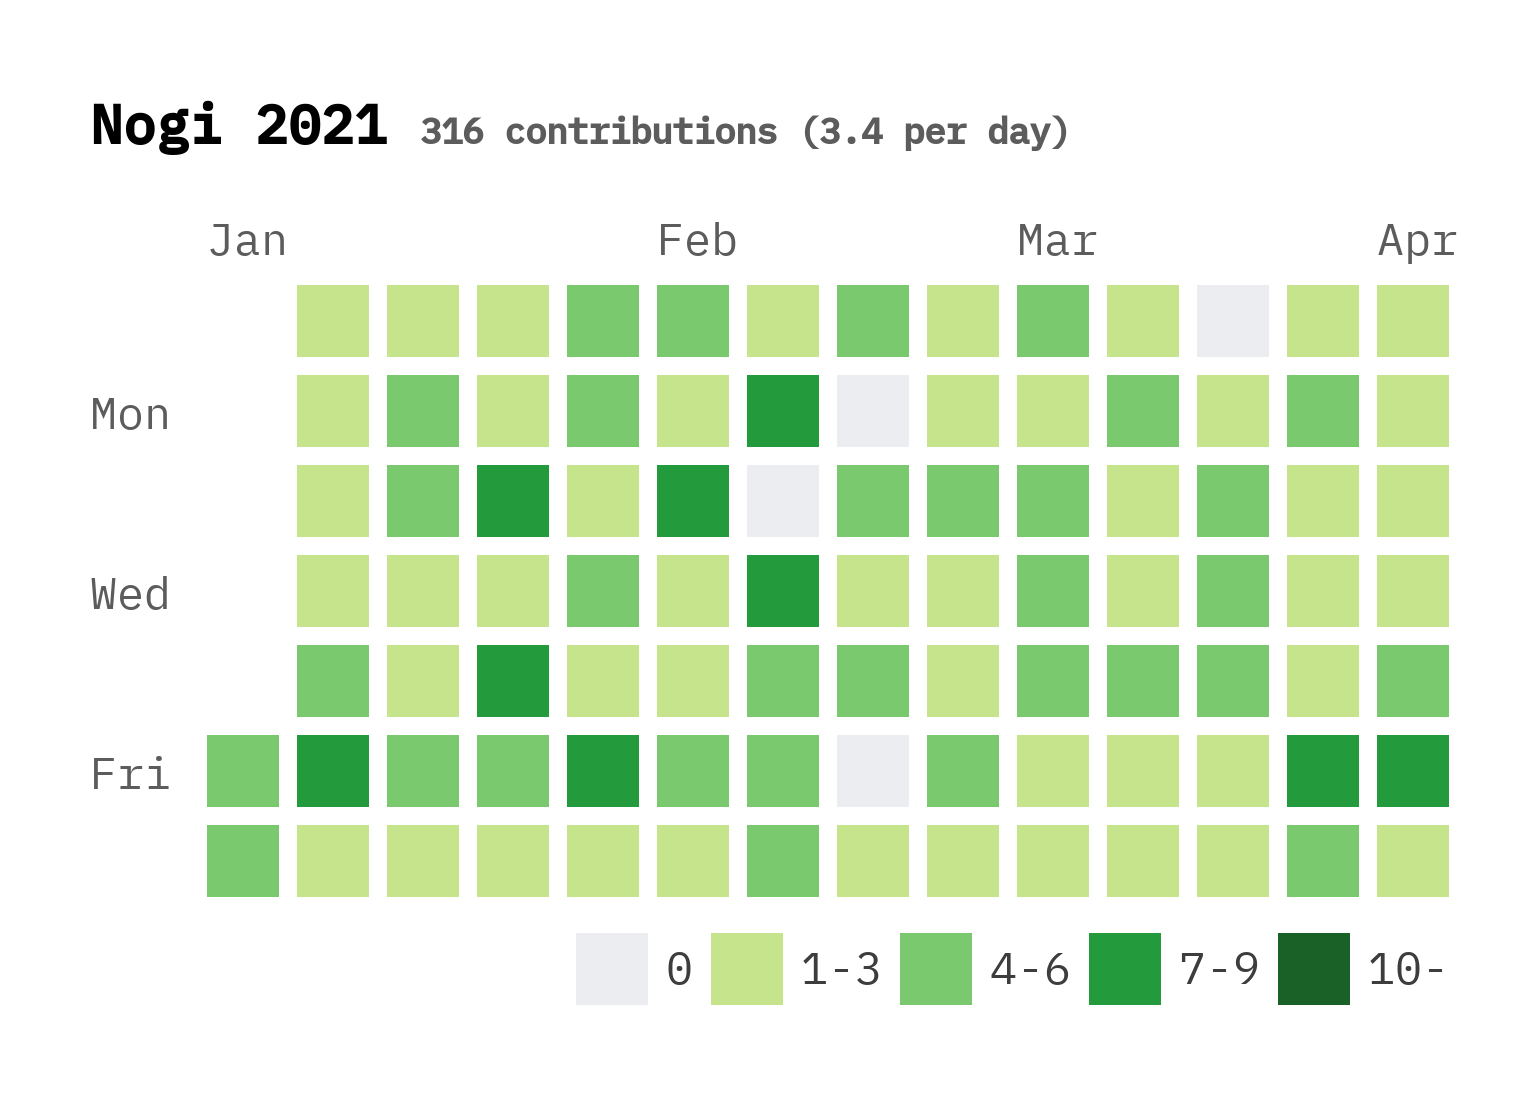 Nogi 2021 316 contributions (3.4 per day)
Jan Feb Mar Apr
Mon
Wed
Fri
0 1-3 4-6 7-9 10-